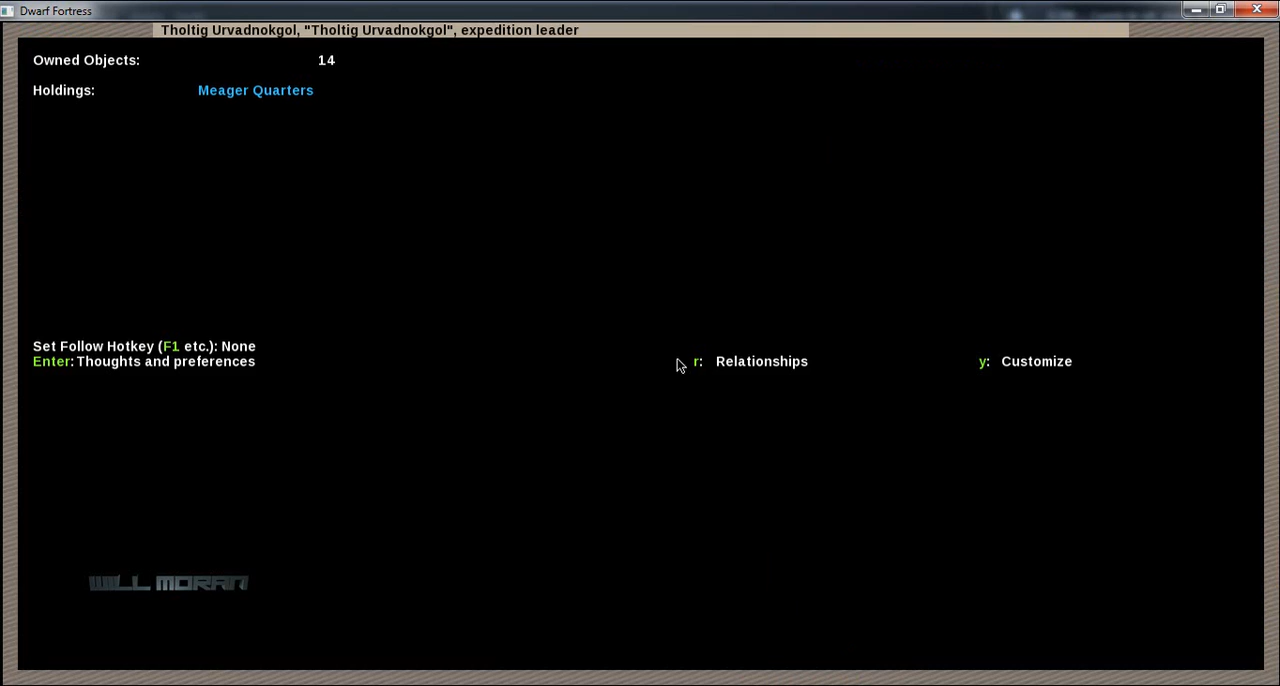 Dwarf Fortress
Tholtig Urvadnokgol, "Tholtig Urvadnokgol", expedition leader
Owned Objects: 14
Holdings: Meager Quarters
Set Follow Hotkey (F1 etc.): None
Enter: Thoughts and preferences r: Relationships y: Customize
WILL MORAN